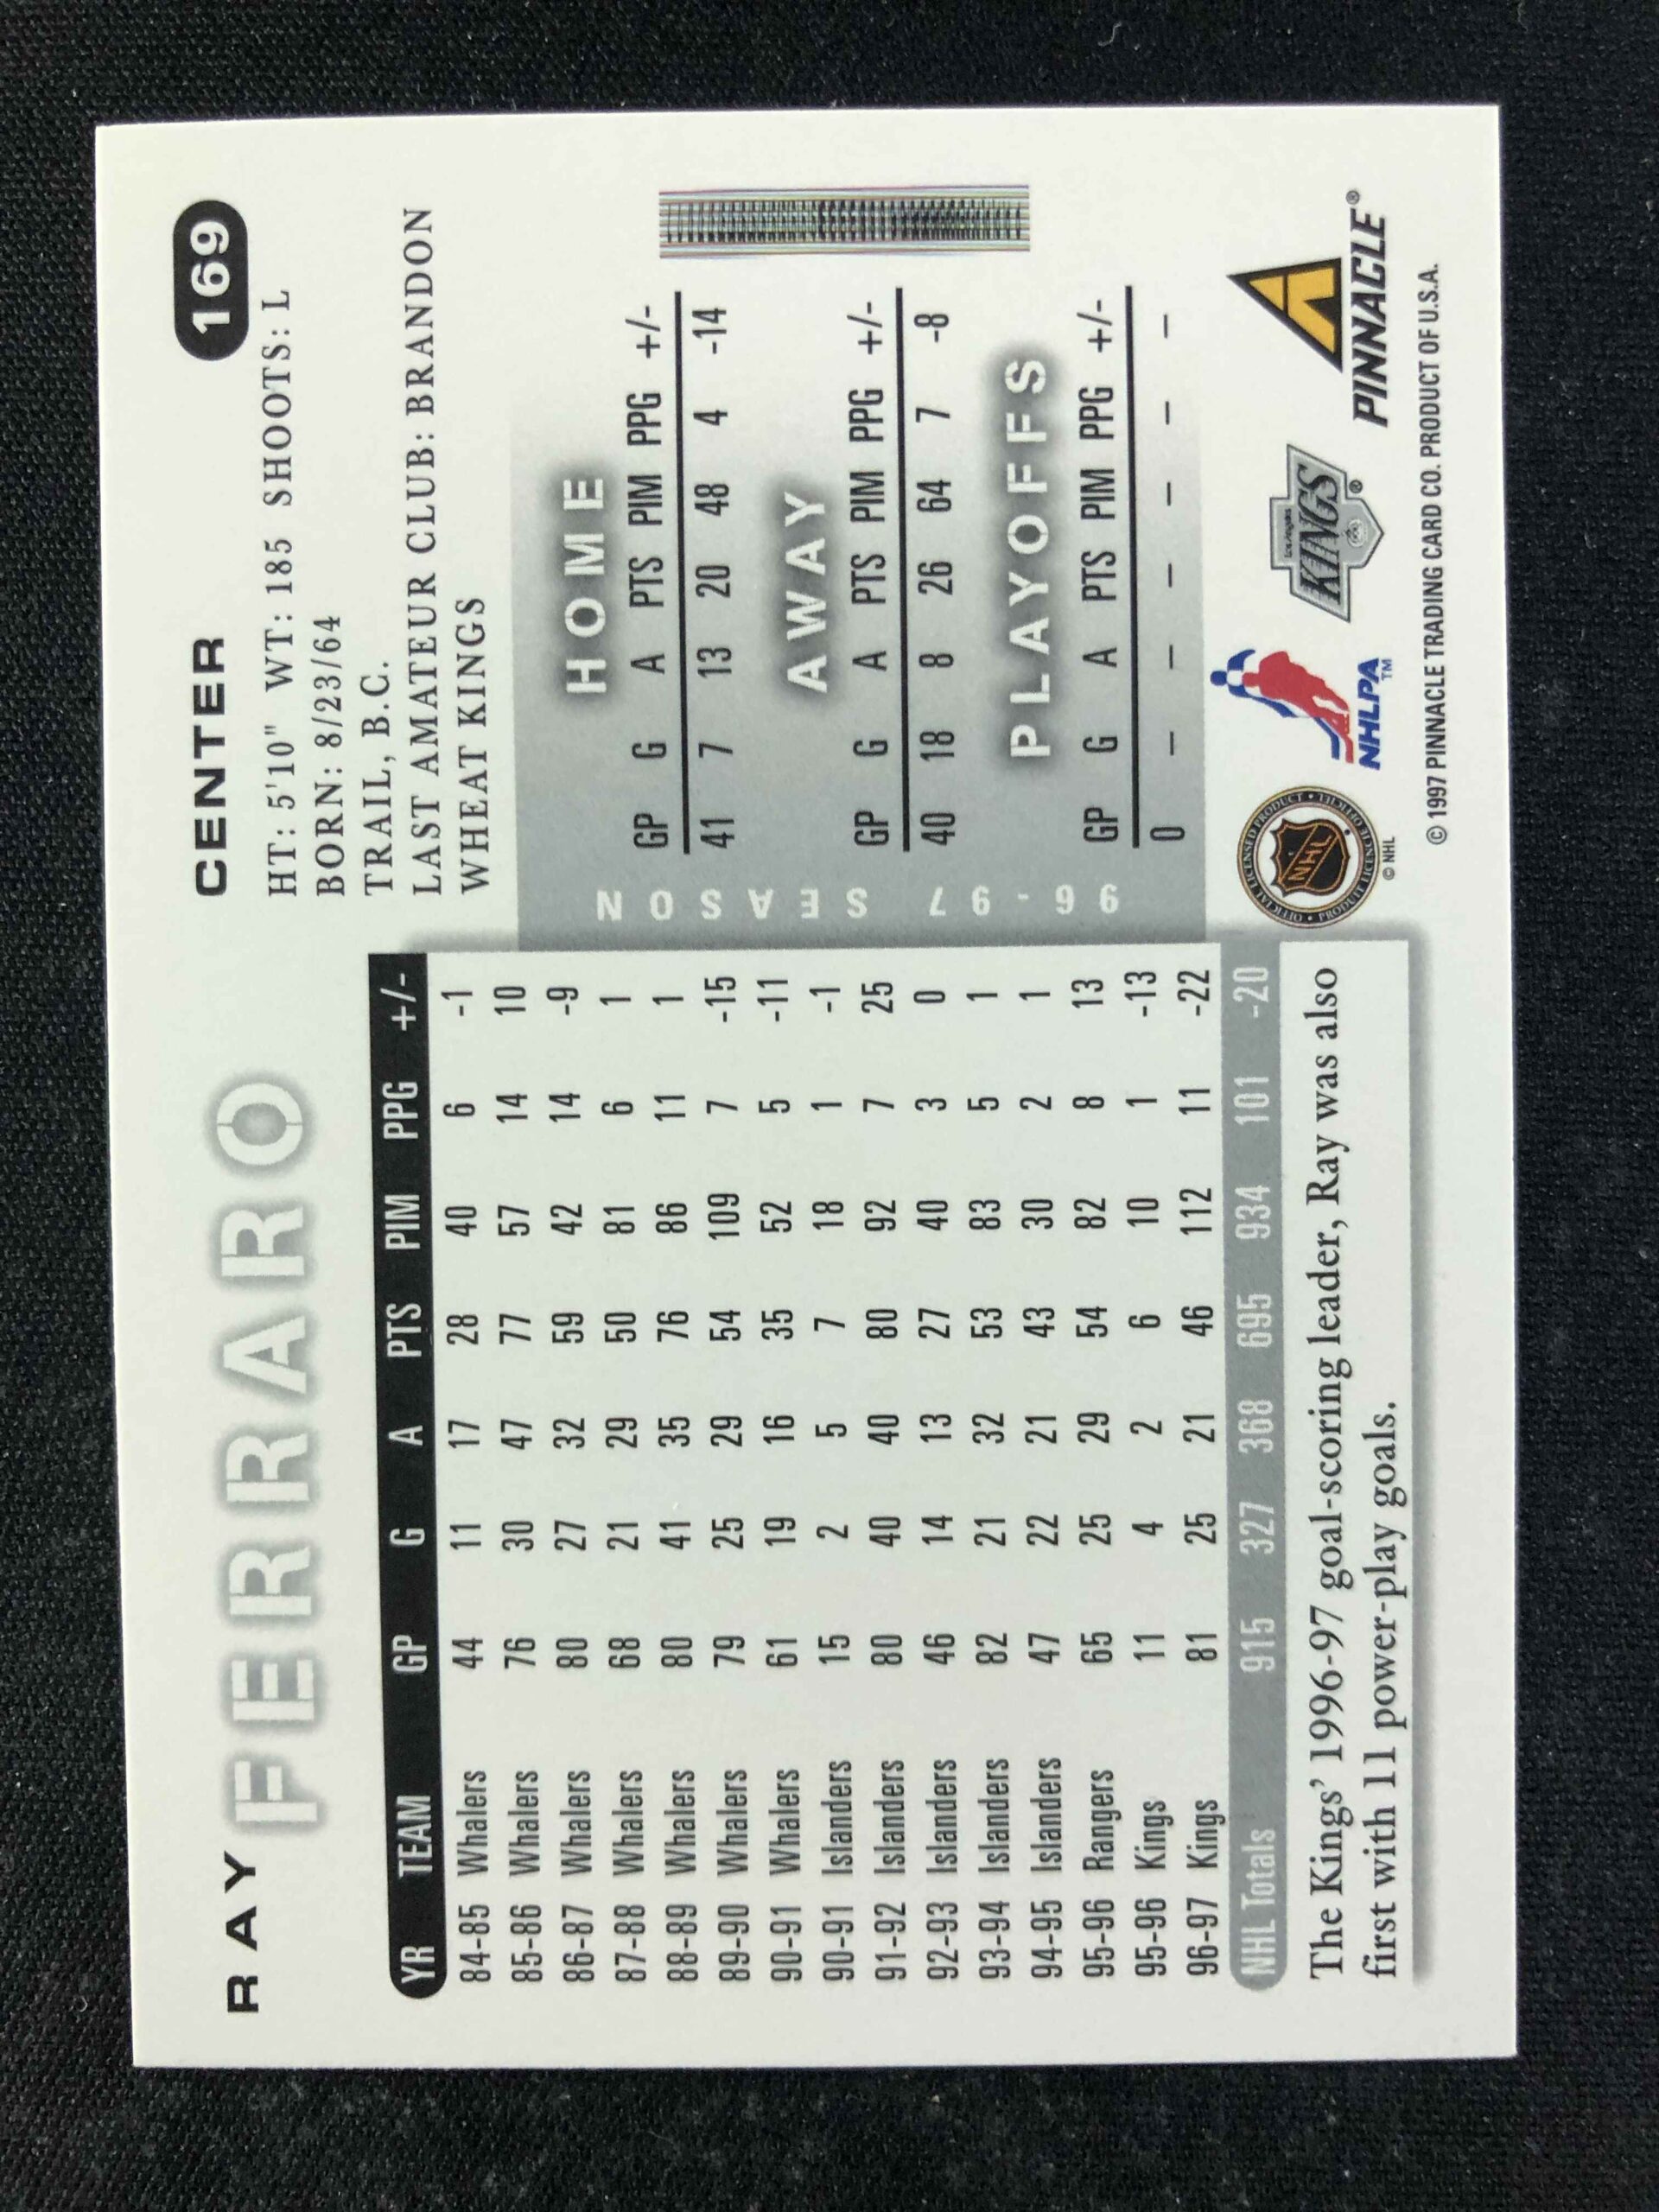 RAY FERRARO
YR TEAM GP G A PTS PIM PPG +/-
84-85 Whalers 44 11 17 28 40 6 -1
85-86 Whalers 76 30 47 77 57 14 10
86-87 Whalers 80 27 32 59 42 14 -9
87-88 Whalers 68 21 29 50 81 6 1
88-89 Whalers 80 41 35 76 86 11 1
89-90 Whalers 79 25 29 54 109 7 -15
90-91 Whalers 61 19 16 35 52 5 -11
90-91 Islanders 15 2 5 7 18 1 -1
91-92 Islanders 80 40 40 80 92 7 25
92-93 Islanders 46 14 13 27 40 3 0
93-94 Islanders 82 21 32 53 83 5 1
94-95 Islanders 47 22 21 43 30 2 1
95-96 Rangers 65 25 29 54 82 8 13
95-96 Kings 11 4 2 6 10 1 -13
96-97 Kings 81 25 21 46 112 11 -22
NHL Totals 915 327 368 695 934 101 -20
The Kings' 1996-97 goal-scoring leader, Ray was also
first with 11 power-play goals.
CENTER 169
HT: 5'10" WT: 185 SHOOTS: L
BORN: 8/23/64
TRAIL, B.C.
LAST AMATEUR CLUB: BRANDON
WHEAT KINGS
96-97 SEASON
HOME
GP G A PTS PIM PPG +/-
41 7 13 20 48 4 -14
AWAY
GP G A PTS PIM PPG +/-
40 18 8 26 64 7 -8
PLAYOFFS
GP G A PTS PIM PPG +/-
0 – – – – – –
OFFICIAL LICENSED PRODUCT • PRODUIT LICENCIE OFFICIEL •
NHL
© NHL
NHLPA™
Los Angeles
KINGS®
PINNACLE®
© 1997 PINNACLE TRADING CARD CO. PRODUCT OF U.S.A.